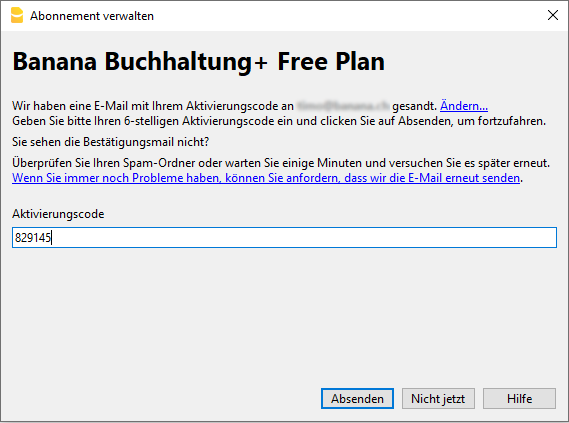 Abonnement verwalten
Banana Buchhaltung+ Free Plan
Wir haben eine E-Mail mit Ihrem Aktivierungscode an gesandt. Ändern...
Geben Sie bitte Ihren 6-stelligen Aktivierungscode ein und clicken Sie auf Absenden, um fortzufahren.
Sie sehen die Bestätigungsmail nicht?
Überprüfen Sie Ihren Spam-Ordner oder warten Sie einige Minuten und versuchen Sie es später erneut.
Wenn Sie immer noch Probleme haben, können Sie anfordern, dass wir die E-Mail erneut senden.
Aktivierungscode
829145
Absenden Nicht jetzt Hilfe